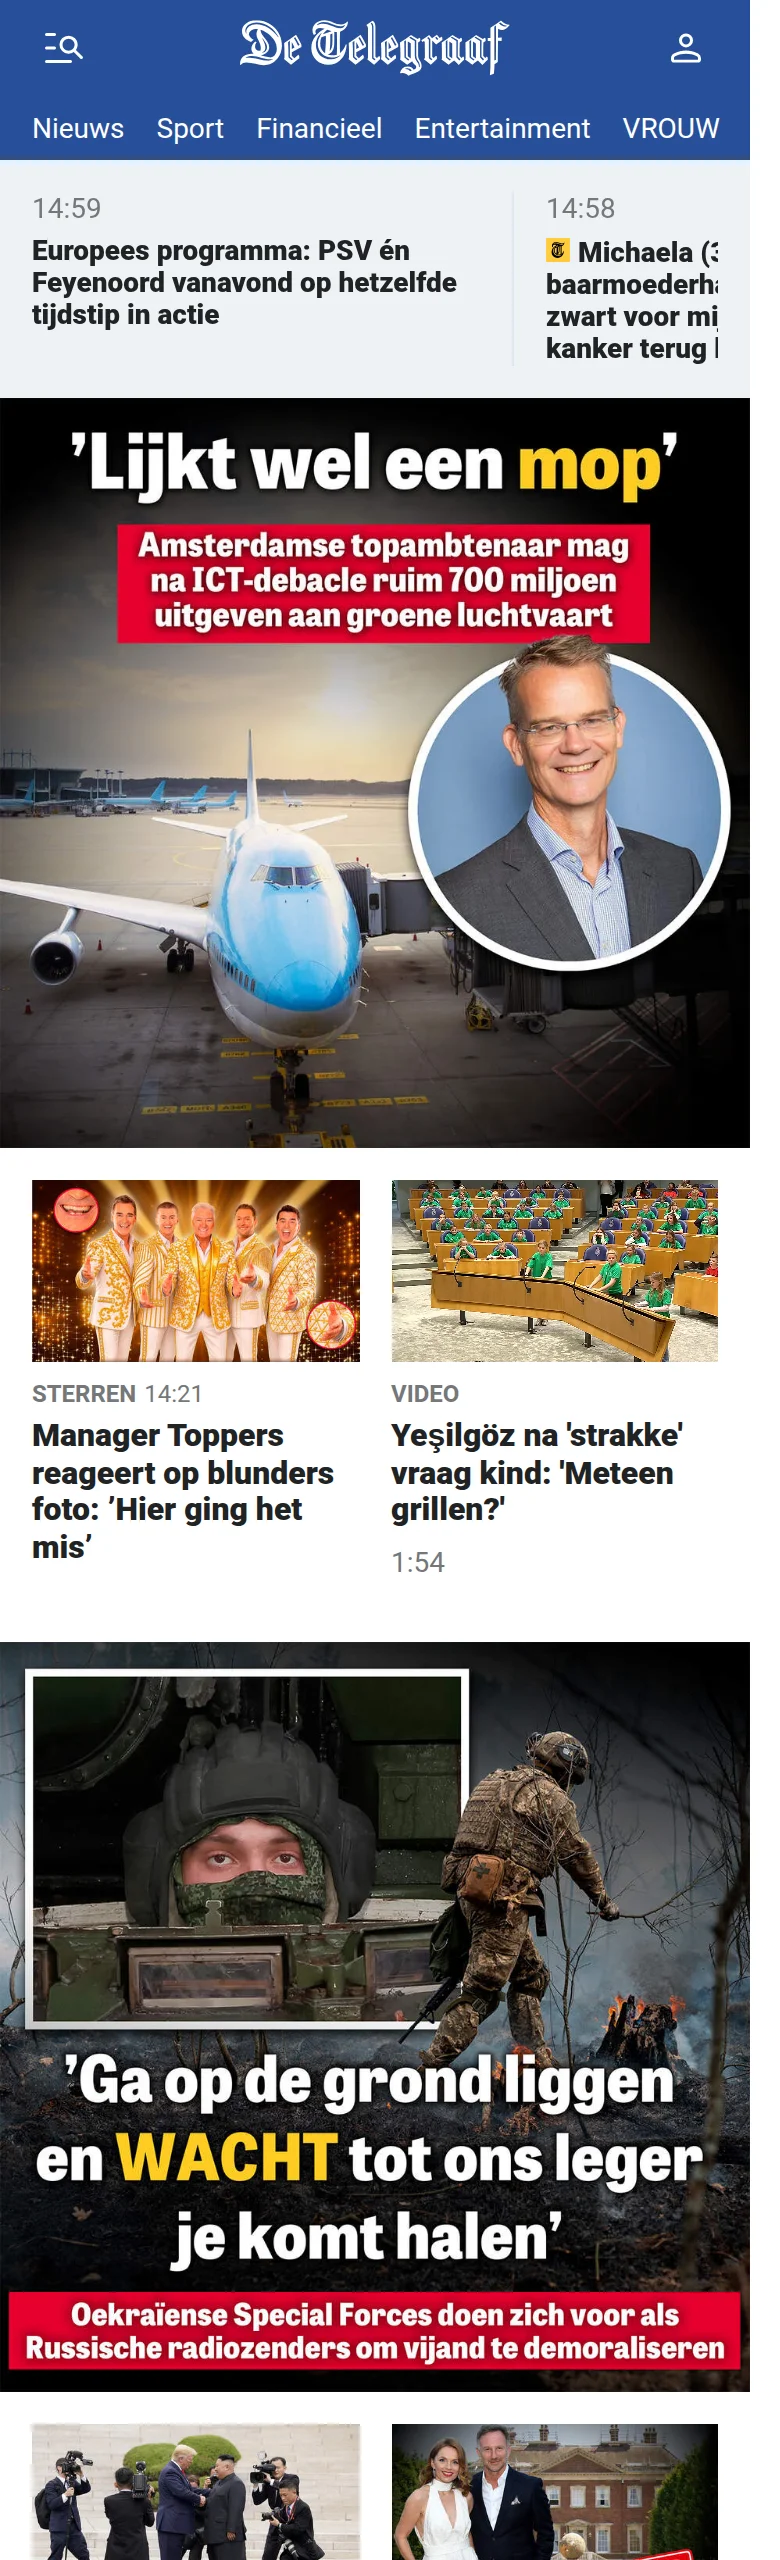 De Telegraaf
Nieuws Sport Financieel Entertainment VROUW
14:59
Europees programma: PSV én
Feyenoord vanavond op hetzelfde
tijdstip in actie
14:58
Michaela (3
baarmoederha
zwart voor mij
kanker terug
’Lijkt wel een mop’
Amsterdamse topambtenaar mag
na ICT-debacle ruim 700 miljoen
uitgeven aan groene luchtvaart
STERREN 14:21
Manager Toppers
reageert op blunders
foto: ’Hier ging het
mis’
VIDEO
Yeşilgöz na 'strakke'
vraag kind: 'Meteen
grillen?'
1:54
’Ga op de grond liggen
en WACHT tot ons leger
je komt halen’
Oekraïense Special Forces doen zich voor als
Russische radiozenders om vijand te demoraliseren